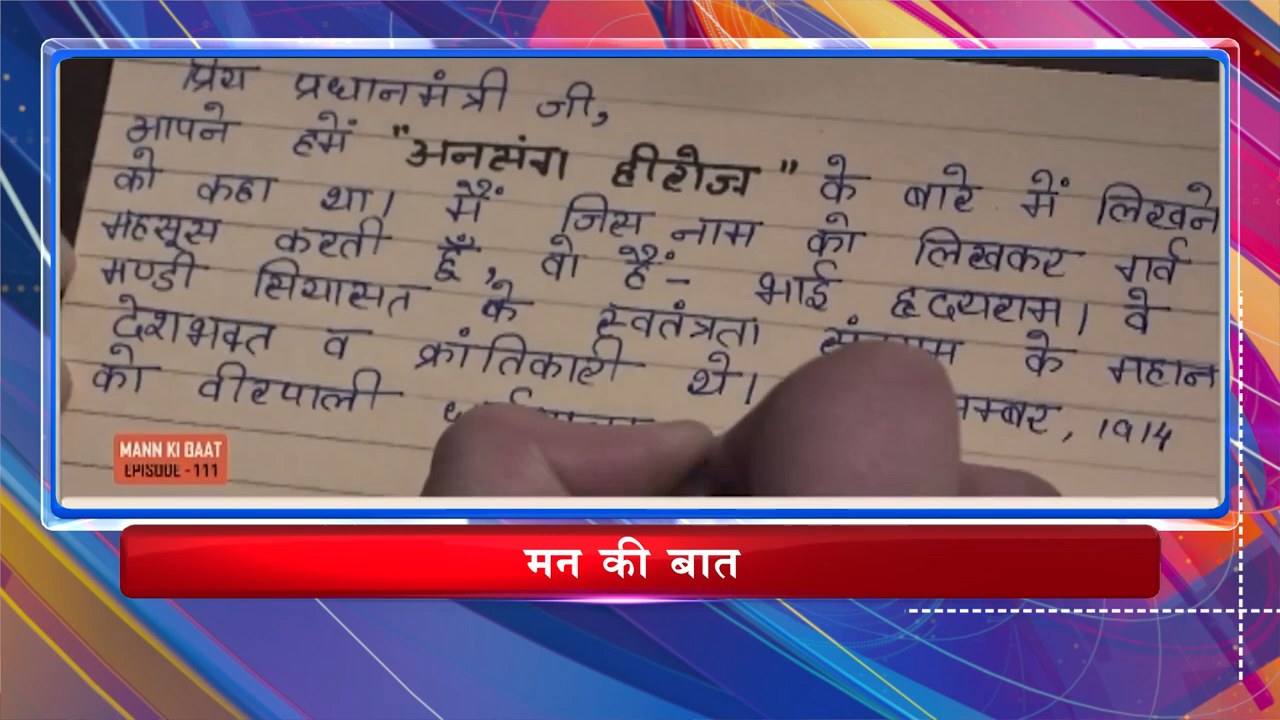 प्रिय प्रधानमंत्री जी,
आपने हमें "अनसंग हीरोज" के बारे में लिखने
को कहा था। मैं जिस नाम को लिखकर गर्व
महसूस करती हूँ, वो हैं- भाई हृदयराम। वे
मण्डी सियासत के स्वतंत्रता के महान
देशभक्त व क्रांतिकारी थे। म्बर, 1914
को वीरपाली
MANN KI BAAT
EPISODE - 111
मन की बात